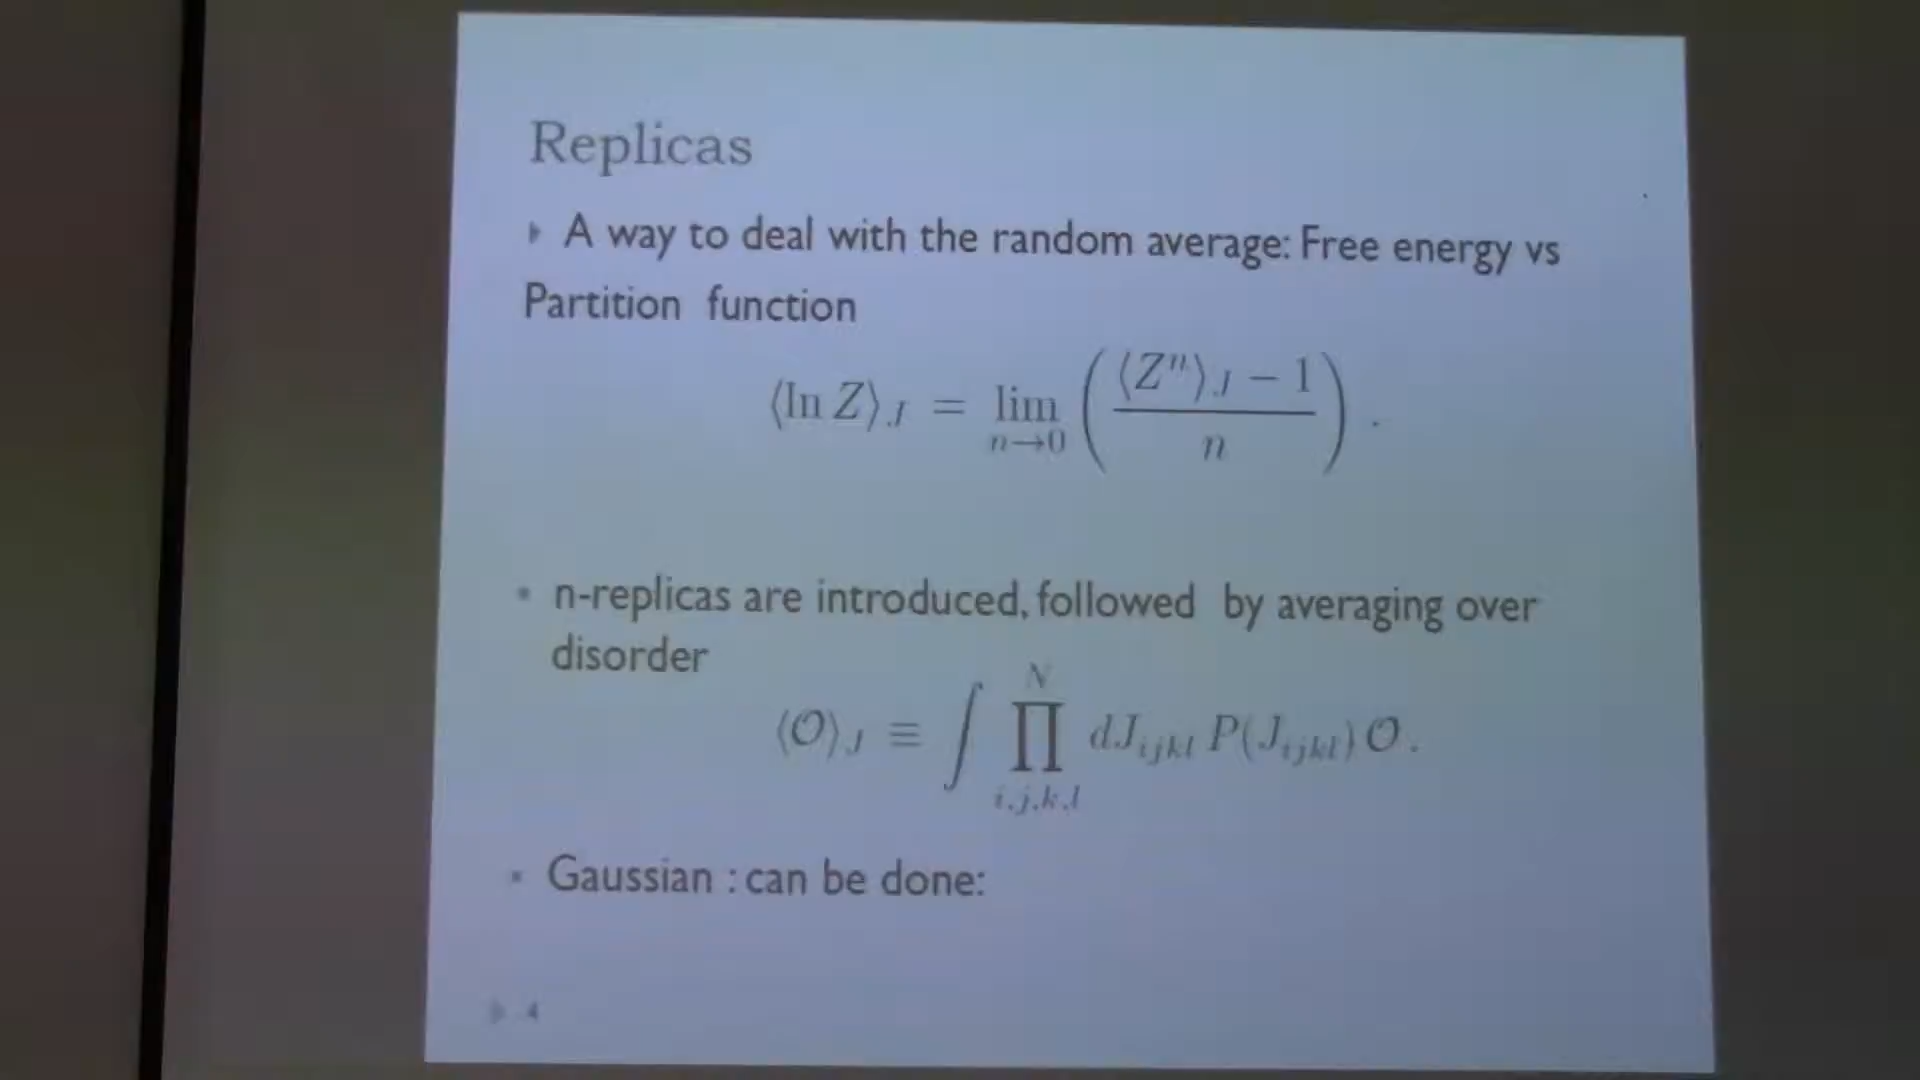 Replicas
A way to deal with the random average: Free energy vs
Partition function
⟨ln Z⟩_J = lim_{n→0} ( (⟨Z^n⟩_J − 1) / n ) .
n-replicas are introduced, followed by averaging over
disorder
⟨𝒪⟩_J ≡ ∫ ∏_{i,j,k,l}^{N} dJ_{ijkl} P(J_{ijkl}) 𝒪 .
Gaussian : can be done:
4